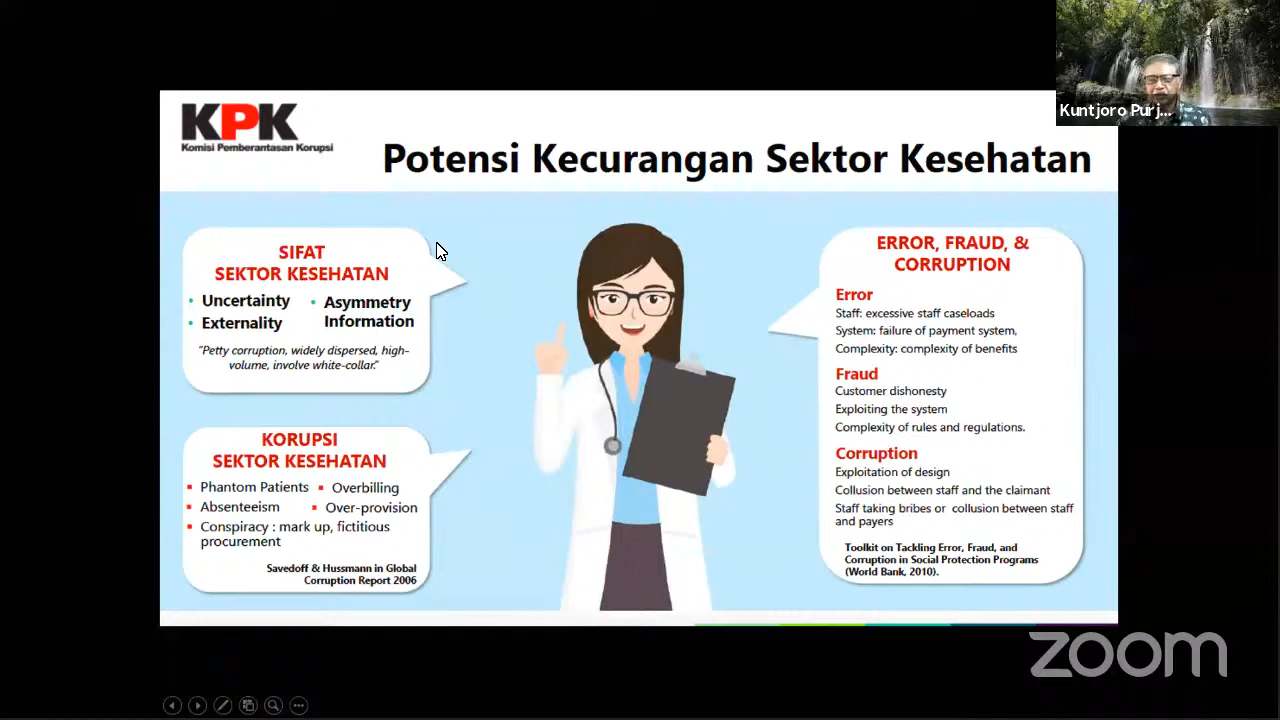 Kuntjoro Purj...
KPK
Komisi Pemberantasan Korupsi
Potensi Kecurangan Sektor Kesehatan
SIFAT
SEKTOR KESEHATAN
• Uncertainty
• Externality
• Asymmetry
Information
“Petty corruption, widely dispersed, high-
volume, involve white-collar.”
KORUPSI
SEKTOR KESEHATAN
▪ Phantom Patients ▪ Overbilling
▪ Absenteeism ▪ Over-provision
▪ Conspiracy : mark up, fictitious
procurement
Savedoff & Hussmann in Global
Corruption Report 2006
ERROR, FRAUD, &
CORRUPTION
Error
Staff: excessive staff caseloads
System: failure of payment system,
Complexity: complexity of benefits
Fraud
Customer dishonesty
Exploiting the system
Complexity of rules and regulations.
Corruption
Exploitation of design
Collusion between staff and the claimant
Staff taking bribes or collusion between staff
and payers
Toolkit on Tackling Error, Fraud, and
Corruption in Social Protection Programs
(World Bank, 2010).
zoom